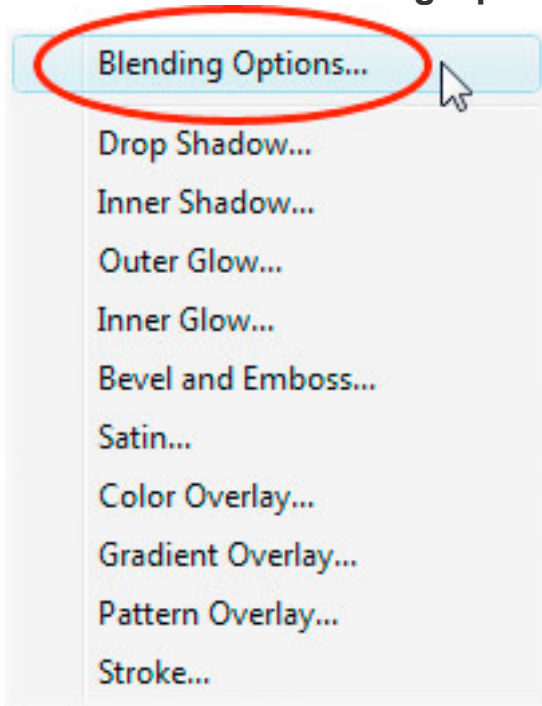 Blending Options...
Drop Shadow...
Inner Shadow...
Outer Glow...
Inner Glow...
Bevel and Emboss...
Satin...
Color Overlay...
Gradient Overlay...
Pattern Overlay...
Stroke...